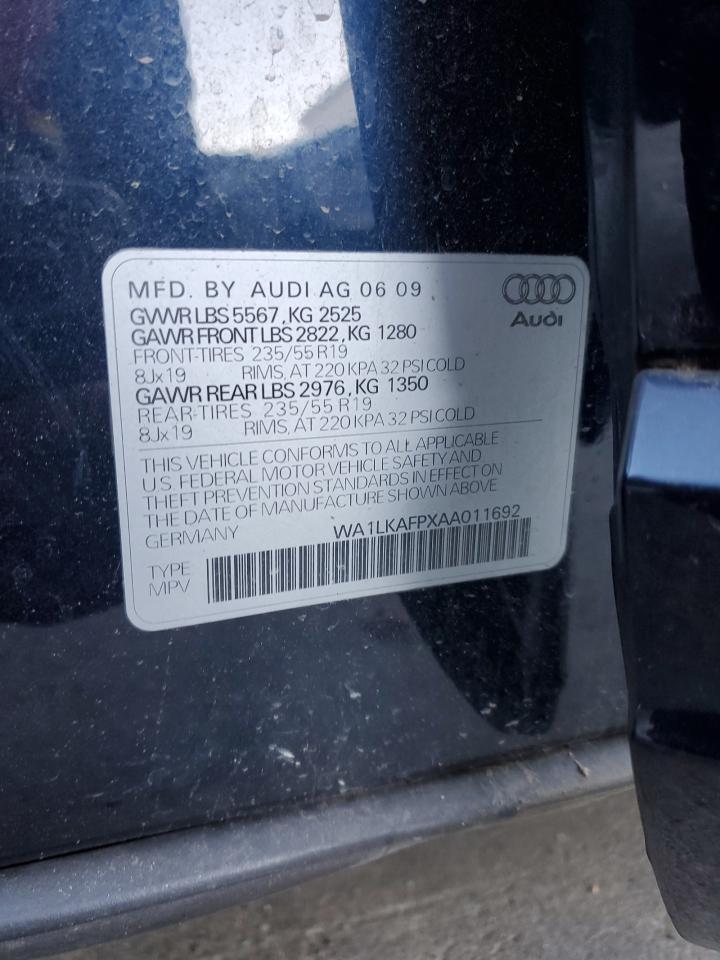 MFD. BY AUDI AG 06 09
GVWR LBS 5567, KG 2525
GAWR FRONT LBS 2822, KG 1280
FRONT-TIRES 235/55 R19
8Jx19 RIMS, AT 220 KPA 32 PSI COLD
GAWR REAR LBS 2976, KG 1350
REAR-TIRES 235/55 R19
8Jx19 RIMS, AT 220 KPA 32 PSI COLD
Audi
THIS VEHICLE CONFORMS TO ALL APPLICABLE
U.S. FEDERAL MOTOR VEHICLE SAFETY AND
THEFT PREVENTION STANDARDS IN EFFECT ON
THE DATE OF MANUFACTURE SHOWN ABOVE
GERMANY WA1LKAFPXAA011692
TYPE
MPV